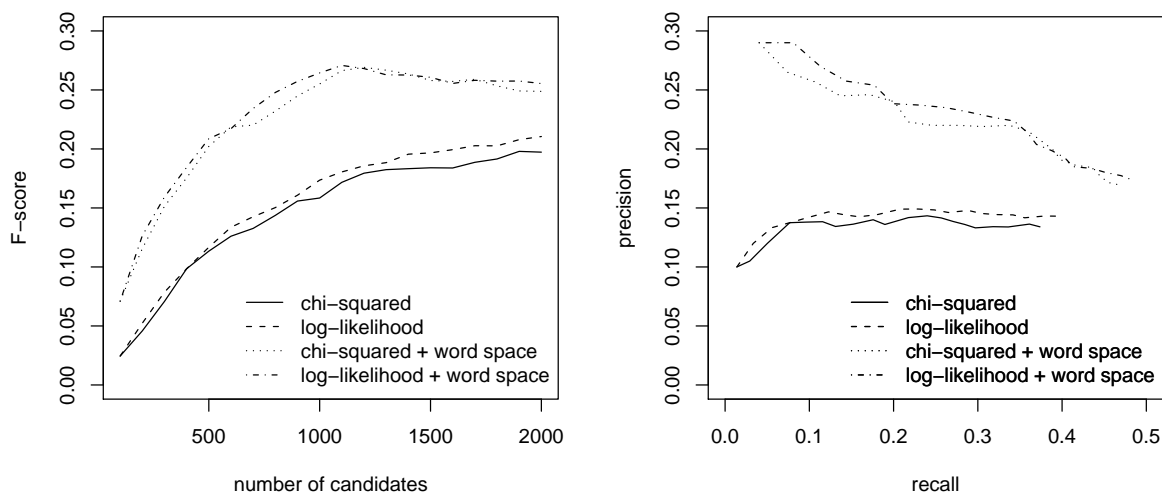 F−score
0.30
0.25
0.20
0.15
0.10
0.05
0.00
chi−squared
log−likelihood
chi−squared + word space
log−likelihood + word space
500 1000 1500 2000
number of candidates
precision
0.30
0.25
0.20
0.15
0.10
0.05
0.00
chi−squared
log−likelihood
chi−squared + word space
log−likelihood + word space
0.0 0.1 0.2 0.3 0.4 0.5
recall